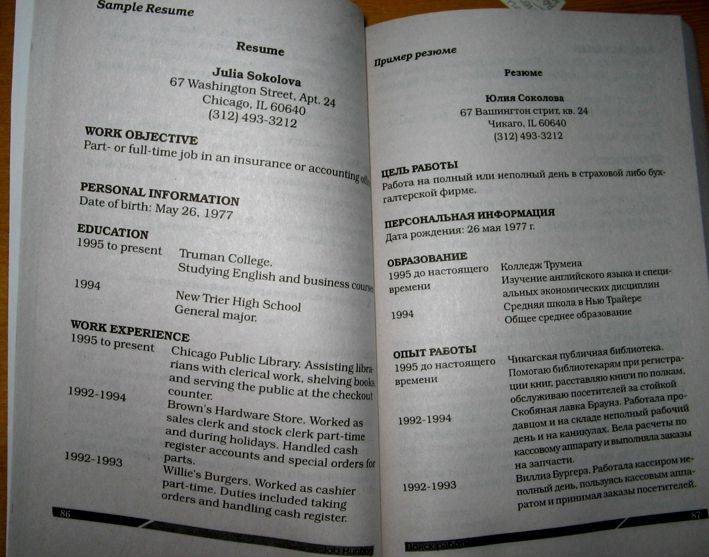 Sample Resume
Resume
Julia Sokolova
67 Washington Street, Apt. 24
Chicago, IL 60640
(312) 493-3212
WORK OBJECTIVE
Part- or full-time job in an insurance or accounting
PERSONAL INFORMATION
Date of birth: May 26, 1977
EDUCATION
1995 to present Truman College.
Studying English and business courses
1994
New Trier High School
General major.
WORK EXPERIENCE
1995 to present Chicago Public Library. Assisting libra-
rians with clerical work, shelving books
and serving the public at the checkout
counter.
1992-1994 Brown's Hardware Store. Worked as
sales clerk and stock clerk part-time
and during holidays. Handled cash
register accounts and special orders for
parts.
1992-1993 Willie's Burgers. Worked as cashier
part-time. Duties included taking
orders and handling cash register.
86
Пример резюме
Резюме
Юлия Соколова
67 Вашингтон стрит, кв. 24
Чикаго, IL 60640
(312) 493-3212
ЦЕЛЬ РАБОТЫ
Работа на полный или неполный день в страховой либо бух-
галтерской фирме.
ПЕРСОНАЛЬНАЯ ИНФОРМАЦИЯ
Дата рождения: 26 мая 1977 г.
ОБРАЗОВАНИЕ
1995 до настоящего Колледж Трумена
времени Изучение английского языка и специ-
альных экономических дисциплин
1994 Средняя школа в Нью Трайере
Общее среднее образование
ОПЫТ РАБОТЫ
1995 до настоящего Чикагская публичная библиотека.
времени Помогаю библиотекарям при регистра-
ции книг, расставляю книги по полкам,
обслуживаю посетителей за стойкой
1992-1994 Скобяная лавка Браунз. Работала про-
давцом и на складе неполный рабочий
день и на каникулах. Вела расчеты по
кассовому аппарату и выполняла заказы
на запчасти.
1992-1993 Виллиз Бургера. Работала кассиром не-
полный день, пользуясь кассовым аппа-
ратом и принимая заказы посетителей.
87